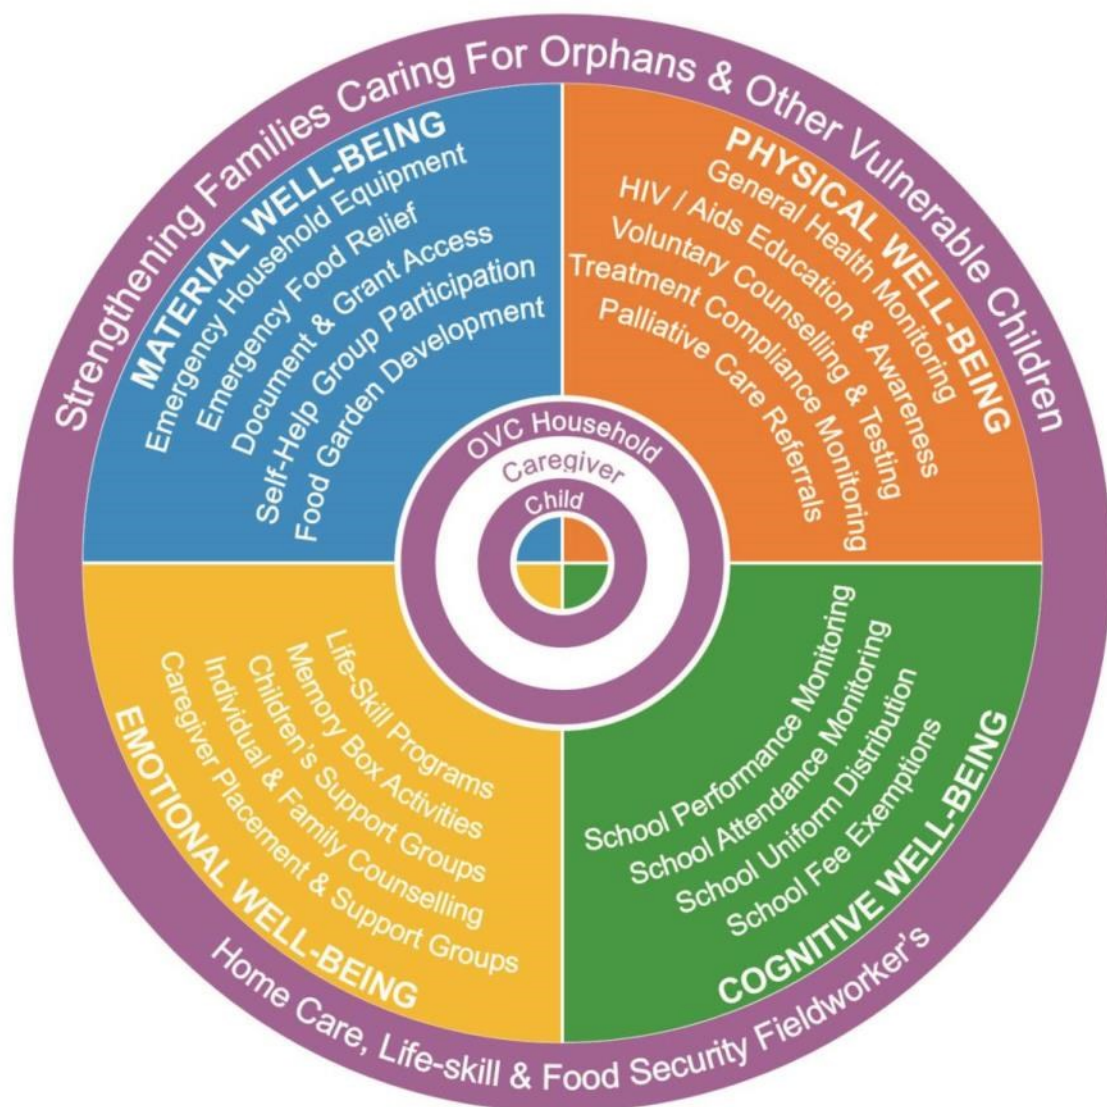 Strengthening Families Caring For Orphans & Other Vulnerable Children
MATERIAL WELL-BEING
Emergency Household Equipment
Emergency Food Relief
Document & Grant Access
Self-Help Group Participation
Food Garden Development
PHYSICAL WELL-BEING
General Health Monitoring
HIV / Aids Education & Awareness
Voluntary Counselling & Testing
Treatment Compliance Monitoring
Palliative Care Referrals
OVC Household
Caregiver
Child
Life-Skill Programs
Memory Box Activities
Children's Support Groups
Individual & Family Counselling
Caregiver Placement & Support Groups
EMOTIONAL WELL-BEING
School Performance Monitoring
School Attendance Monitoring
School Uniform Distribution
School Fee Exemptions
COGNITIVE WELL-BEING
Home Care, Life-skill & Food Security Fieldworker's